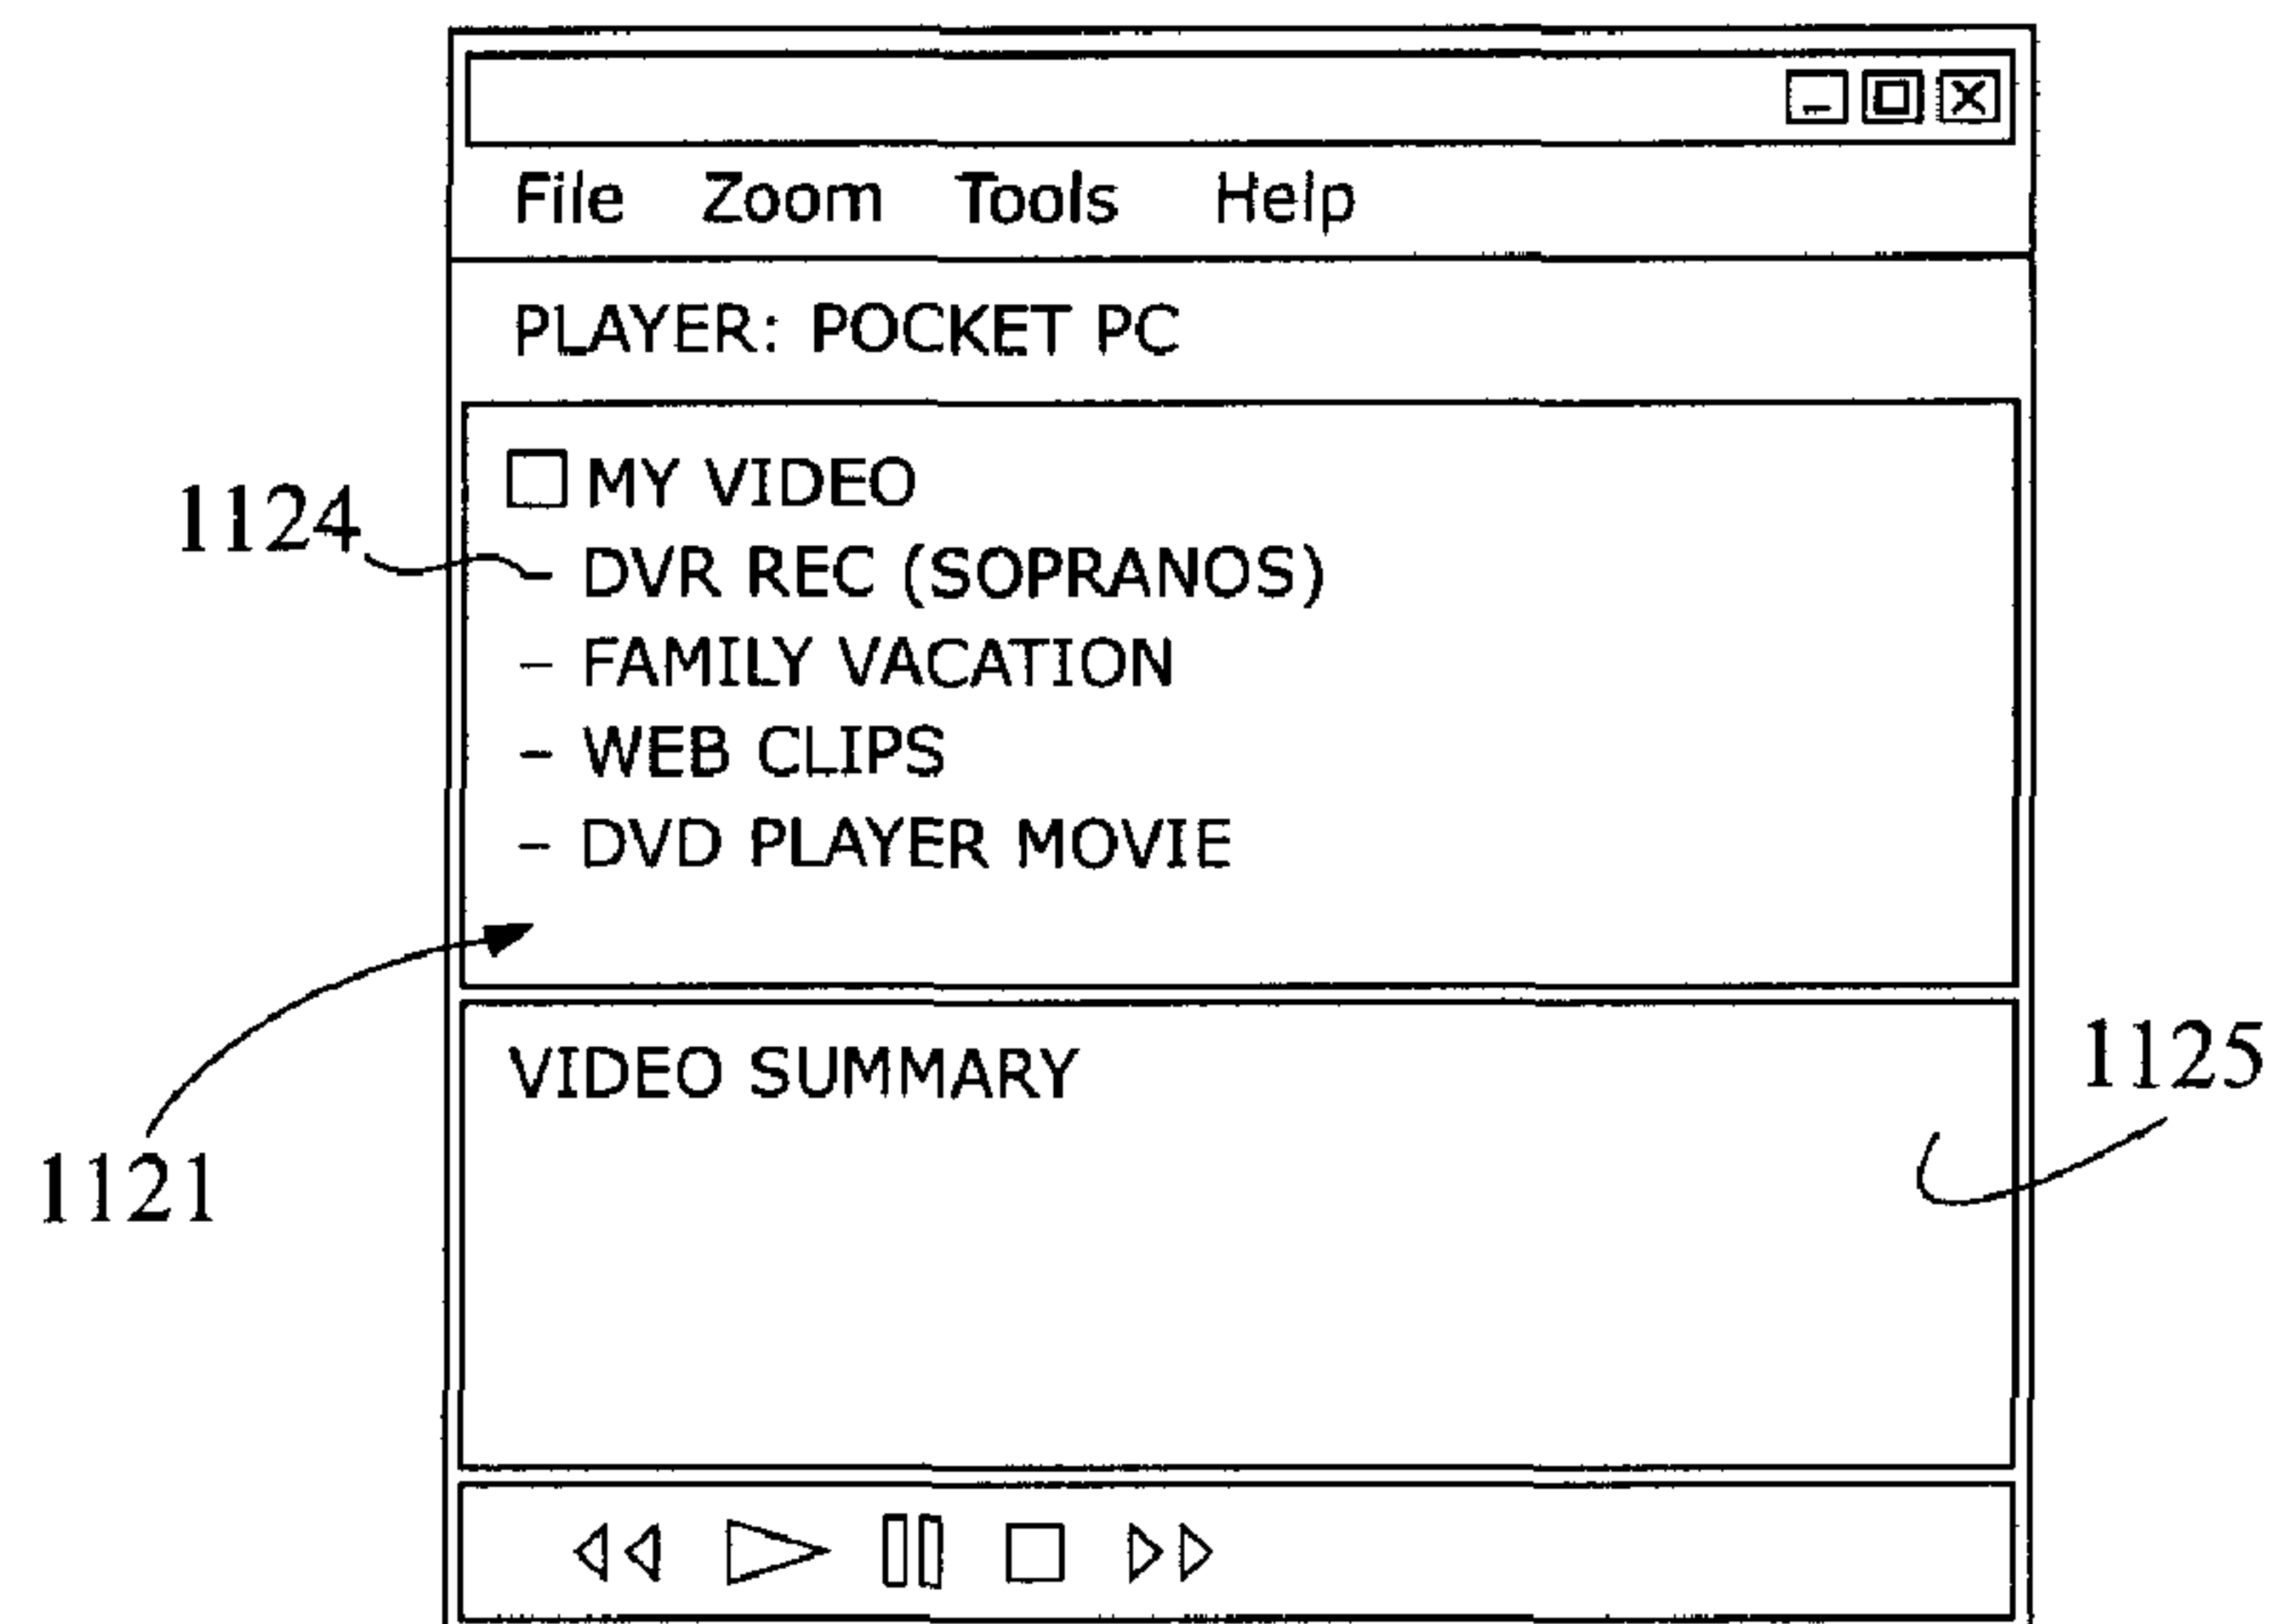 File Zoom Tools Help
PLAYER: POCKET PC
MY VIDEO
1124
- DVR REC (SOPRANOS)
- FAMILY VACATION
- WEB CLIPS
- DVD PLAYER MOVIE
VIDEO SUMMARY
1125
1121